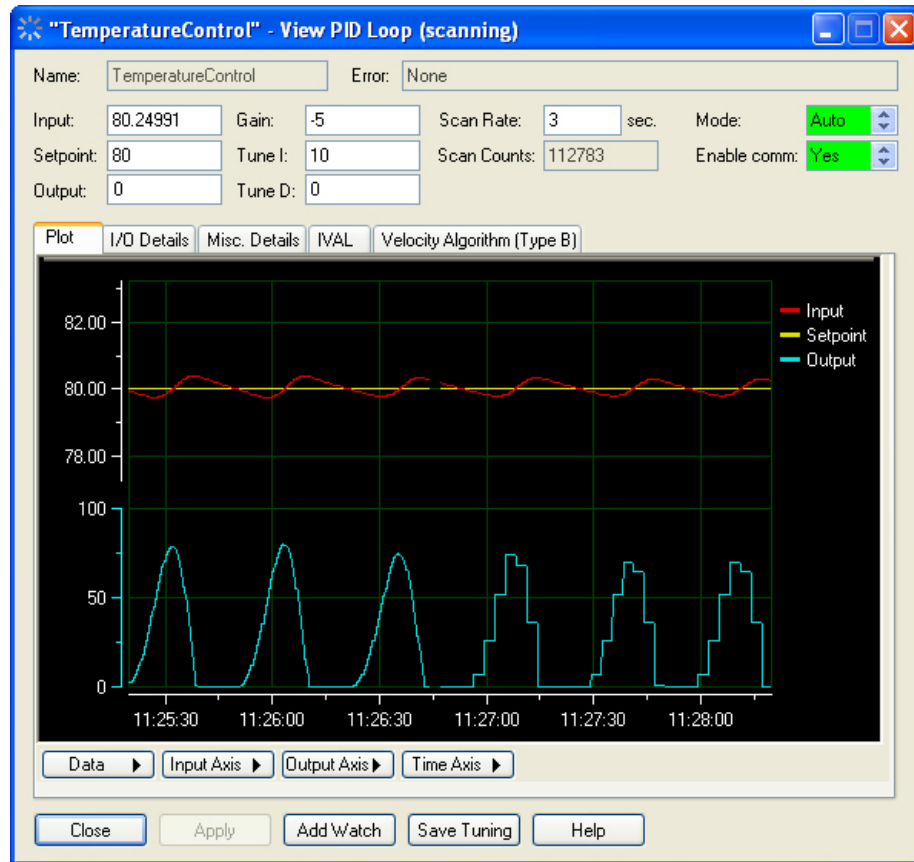 "TemperatureControl" - View PID Loop (scanning)
Name: TemperatureControl Error: None
Input: 80.24991 Gain: -5 Scan Rate: 3 sec. Mode: Auto
Setpoint: 80 Tune I: 10 Scan Counts: 112783 Enable comm: Yes
Output: 0 Tune D: 0
Plot I/O Details Misc. Details IVAL Velocity Algorithm (Type B)
82.00
80.00
78.00
Input
Setpoint
Output
100
50
0
11:25:30 11:26:00 11:26:30 11:27:00 11:27:30 11:28:00
Data Input Axis Output Axis Time Axis
Close Apply Add Watch Save Tuning Help